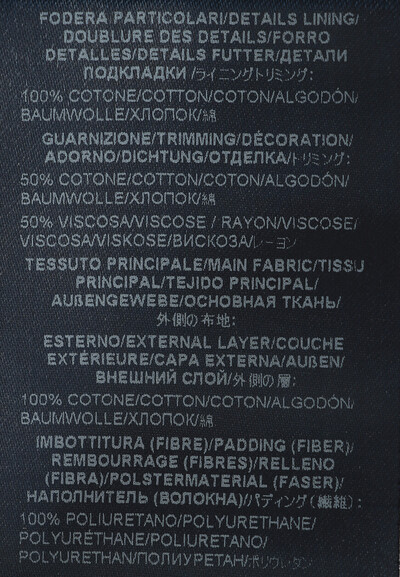 FODERA PARTICOLARI/DETAILS LINING/
DOUBLURE DES DETAILS/FORRO
DETALLES/DETAILS FUTTER/ДЕТАЛИ
ПОДКЛАДКИ /ライニングトリミング:
100% COTONE/COTTON/COTON/ALGODÓN/
BAUMWOLLE/ХЛОПОК/綿
GUARNIZIONE/TRIMMING/DÉCORATION/
ADORNO/DICHTUNG/ОТДЕЛКА/トリミング:
50% COTONE/COTTON/COTON/ALGODÓN/
BAUMWOLLE/ХЛОПОК/綿
50% VISCOSA/VISCOSE / RAYON/VISCOSE/
VISCOSA/VISKOSE/ВИСКОЗА/レーヨン
TESSUTO PRINCIPALE/MAIN FABRIC/TISSU
PRINCIPAL/TEJIDO PRINCIPAL/
AUßENGEWEBE/ОСНОВНАЯ ТКАНЬ/
外側の布地:
ESTERNO/EXTERNAL LAYER/COUCHE
EXTÉRIEURE/CAPA EXTERNA/AUßEN/
ВНЕШНИЙ СЛОЙ/外側の層:
100% COTONE/COTTON/COTON/ALGODÓN/
BAUMWOLLE/ХЛОПОК/綿
IMBOTTITURA (FIBRE)/PADDING (FIBER)/
REMBOURRAGE (FIBRES)/RELLENO
(FIBRA)/POLSTERMATERIAL (FASER)/
НАПОЛНИТЕЛЬ (ВОЛОКНА)/パディング(繊維):
100% POLIURETANO/POLYURETHANE/
POLYURÉTHANE/POLIURETANO/
POLYURETHAN/ПОЛИУРЕТАН/ポリウレタン